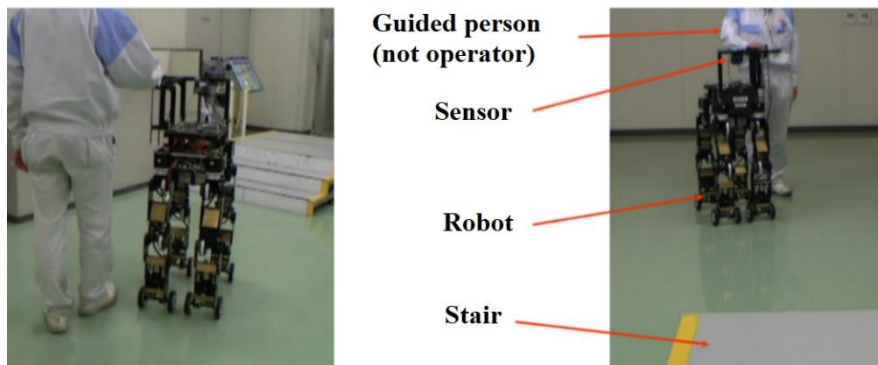 Guided person
(not operator)
Sensor
Robot
Stair